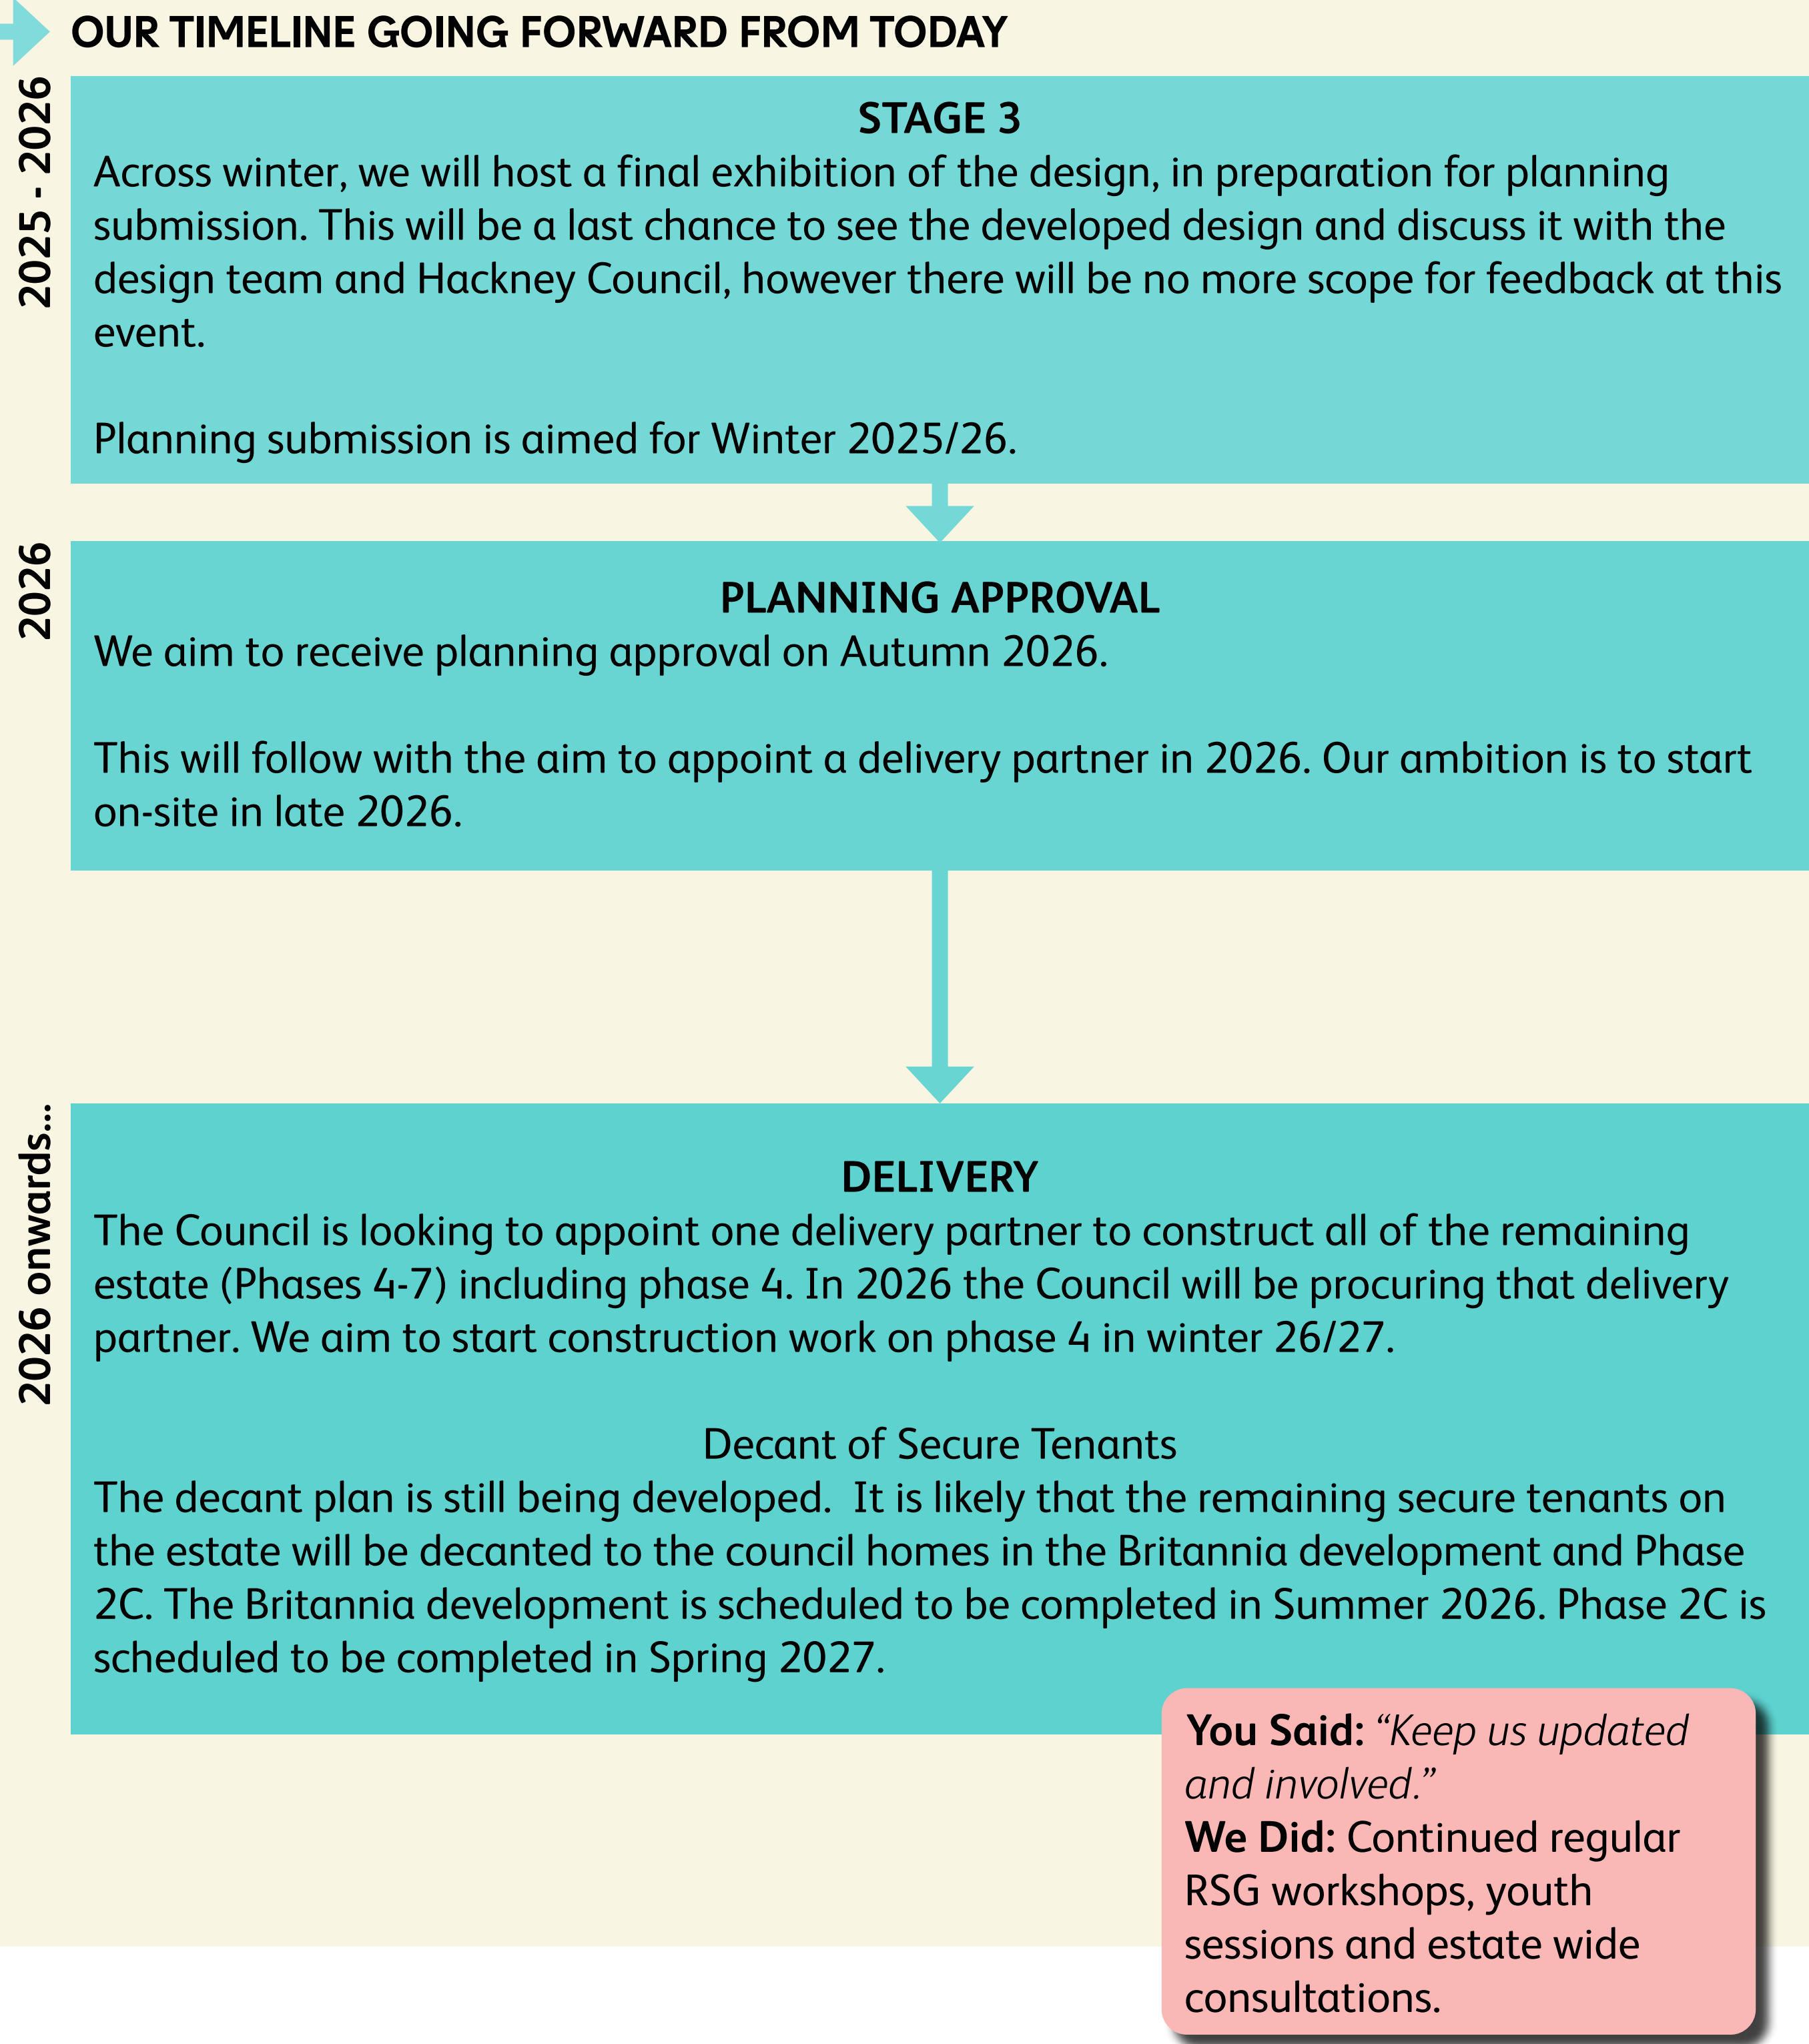 OUR TIMELINE GOING FORWARD FROM TODAY
2025 - 2026
STAGE 3
Across winter, we will host a final exhibition of the design, in preparation for planning
submission. This will be a last chance to see the developed design and discuss it with the
design team and Hackney Council, however there will be no more scope for feedback at this
event.
Planning submission is aimed for Winter 2025/26.
2026
PLANNING APPROVAL
We aim to receive planning approval on Autumn 2026.
This will follow with the aim to appoint a delivery partner in 2026. Our ambition is to start
on-site in late 2026.
2026 onwards...
DELIVERY
The Council is looking to appoint one delivery partner to construct all of the remaining
estate (Phases 4-7) including phase 4. In 2026 the Council will be procuring that delivery
partner. We aim to start construction work on phase 4 in winter 26/27.
Decant of Secure Tenants
The decant plan is still being developed.  It is likely that the remaining secure tenants on
the estate will be decanted to the council homes in the Britannia development and Phase
2C. The Britannia development is scheduled to be completed in Summer 2026. Phase 2C is
scheduled to be completed in Spring 2027.
You Said: “Keep us updated
and involved.”
We Did: Continued regular
RSG workshops, youth
sessions and estate wide
consultations.